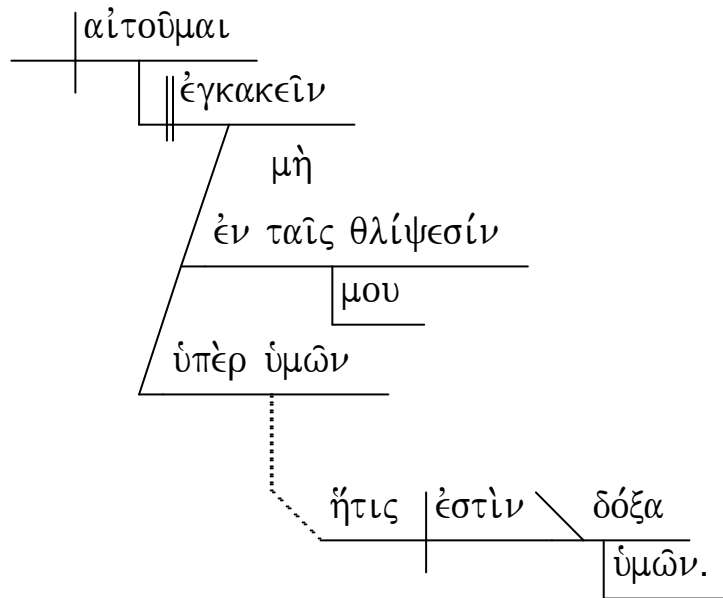 αἰτοῦμαι
ἐγκακεῖν
μὴ
ἐν ταῖς θλίψεσίν
μου
ὑπὲρ ὑμῶν
ἥτις ἐστὶν δόξα
ὑμῶν.